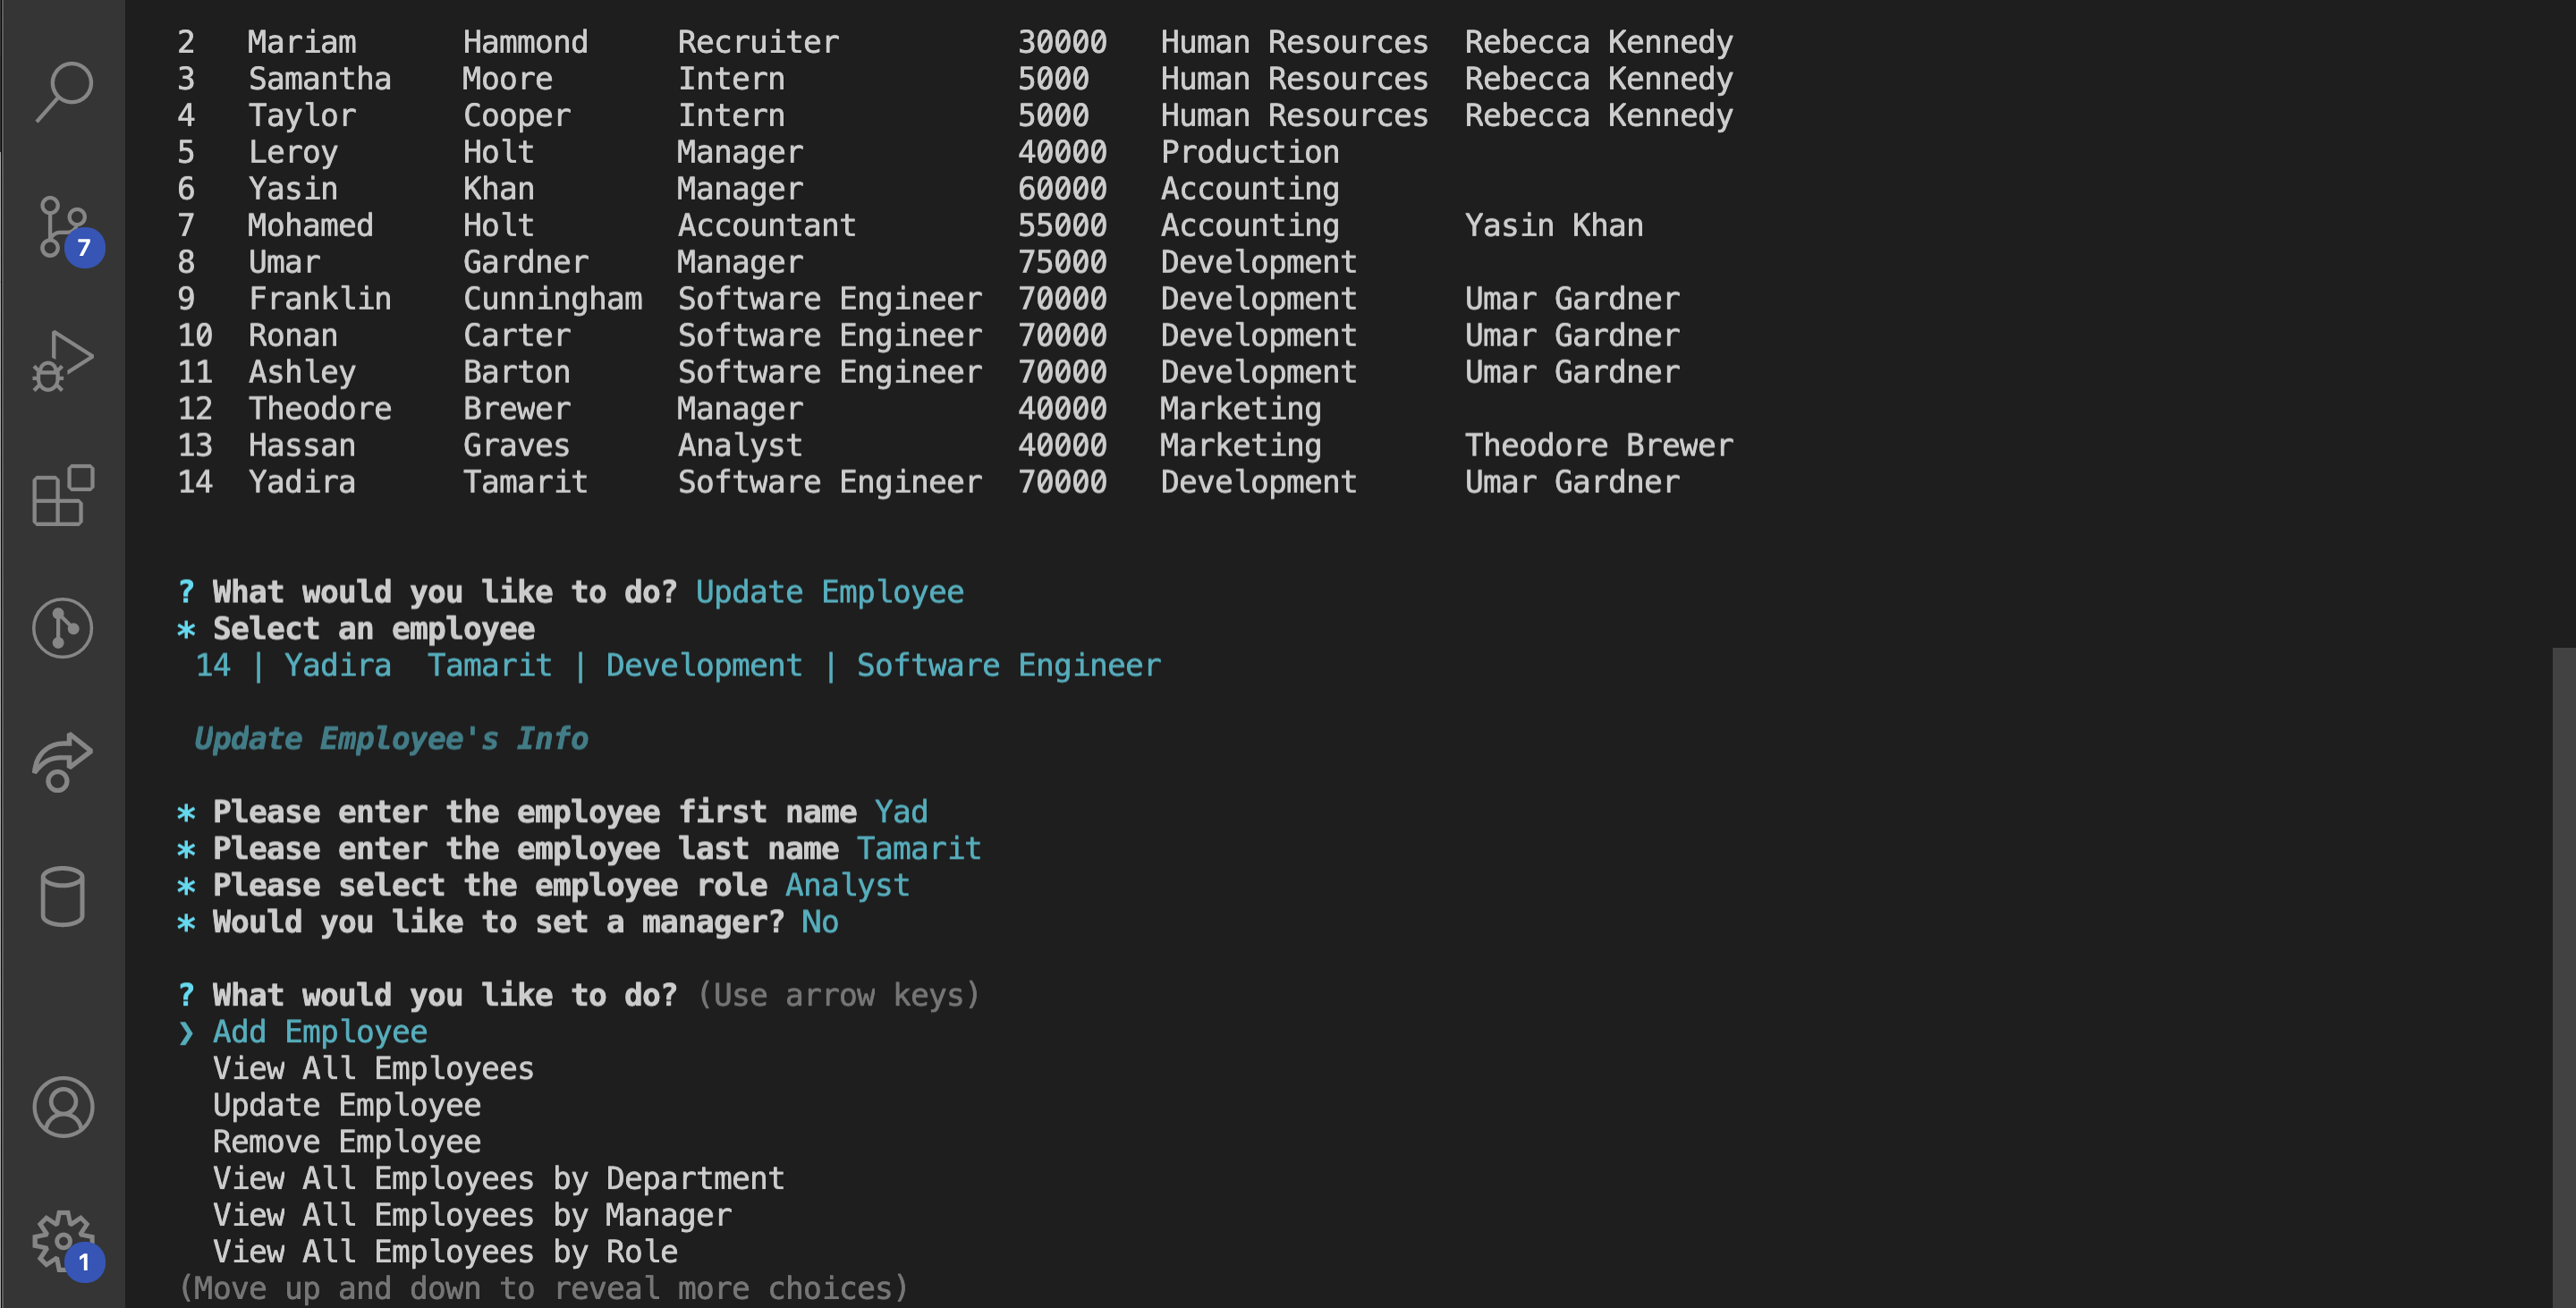 2 Mariam Hammond Recruiter 30000 Human Resources Rebecca Kennedy
3 Samantha Moore Intern 5000 Human Resources Rebecca Kennedy
4 Taylor Cooper Intern 5000 Human Resources Rebecca Kennedy
5 Leroy Holt Manager 40000 Production
6 Yasin Khan Manager 60000 Accounting
7 Mohamed Holt Accountant 55000 Accounting Yasin Khan
8 Umar Gardner Manager 75000 Development
9 Franklin Cunningham Software Engineer 70000 Development Umar Gardner
10 Ronan Carter Software Engineer 70000 Development Umar Gardner
11 Ashley Barton Software Engineer 70000 Development Umar Gardner
12 Theodore Brewer Manager 40000 Marketing
13 Hassan Graves Analyst 40000 Marketing Theodore Brewer
14 Yadira Tamarit Software Engineer 70000 Development Umar Gardner
? What would you like to do? Update Employee
* Select an employee
14 | Yadira Tamarit | Development | Software Engineer
Update Employee's Info
* Please enter the employee first name Yad
* Please enter the employee last name Tamarit
* Please select the employee role Analyst
* Would you like to set a manager? No
? What would you like to do? (Use arrow keys)
❯ Add Employee
View All Employees
Update Employee
Remove Employee
View All Employees by Department
View All Employees by Manager
View All Employees by Role
(Move up and down to reveal more choices)
7
1